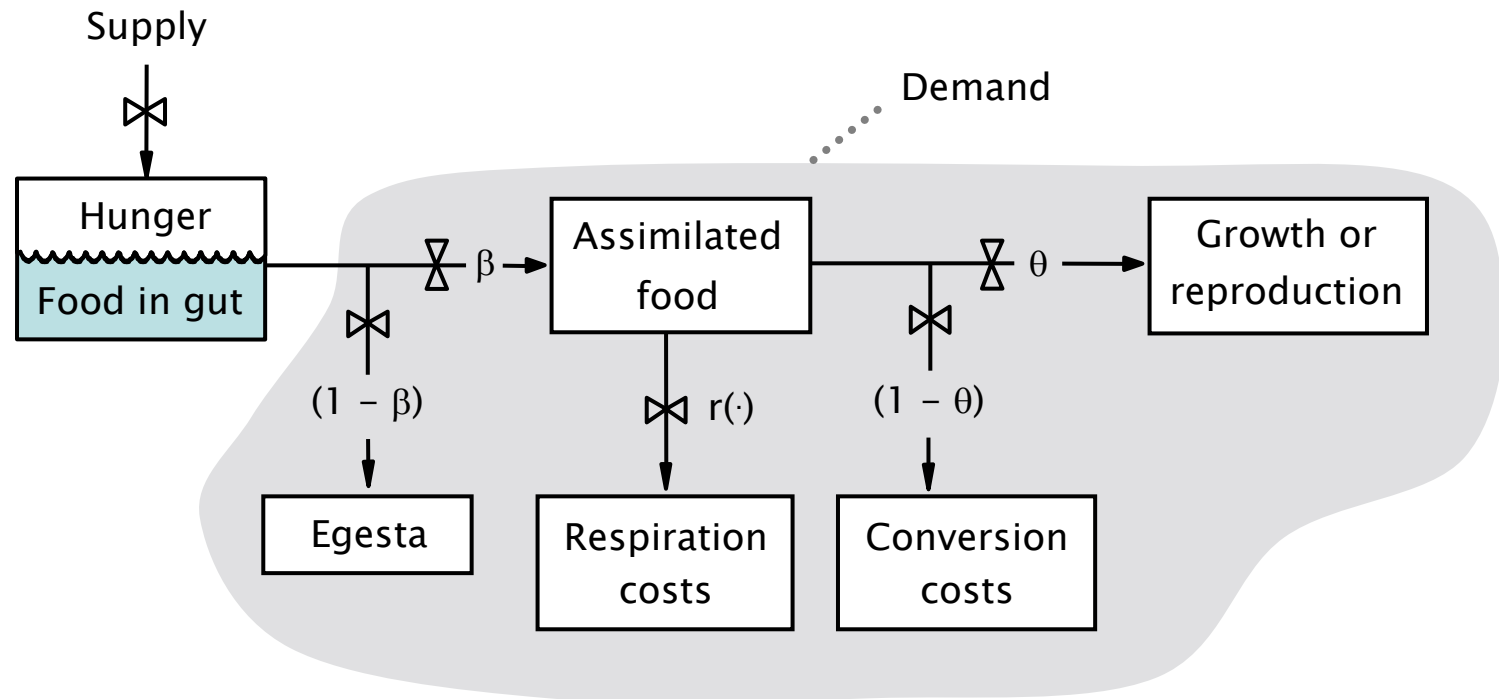 Supply
Demand
Hunger
Food in gut
β
Assimilated
food
θ
Growth or
reproduction
(1 – β)
r(·)
(1 – θ)
Egesta
Respiration
costs
Conversion
costs